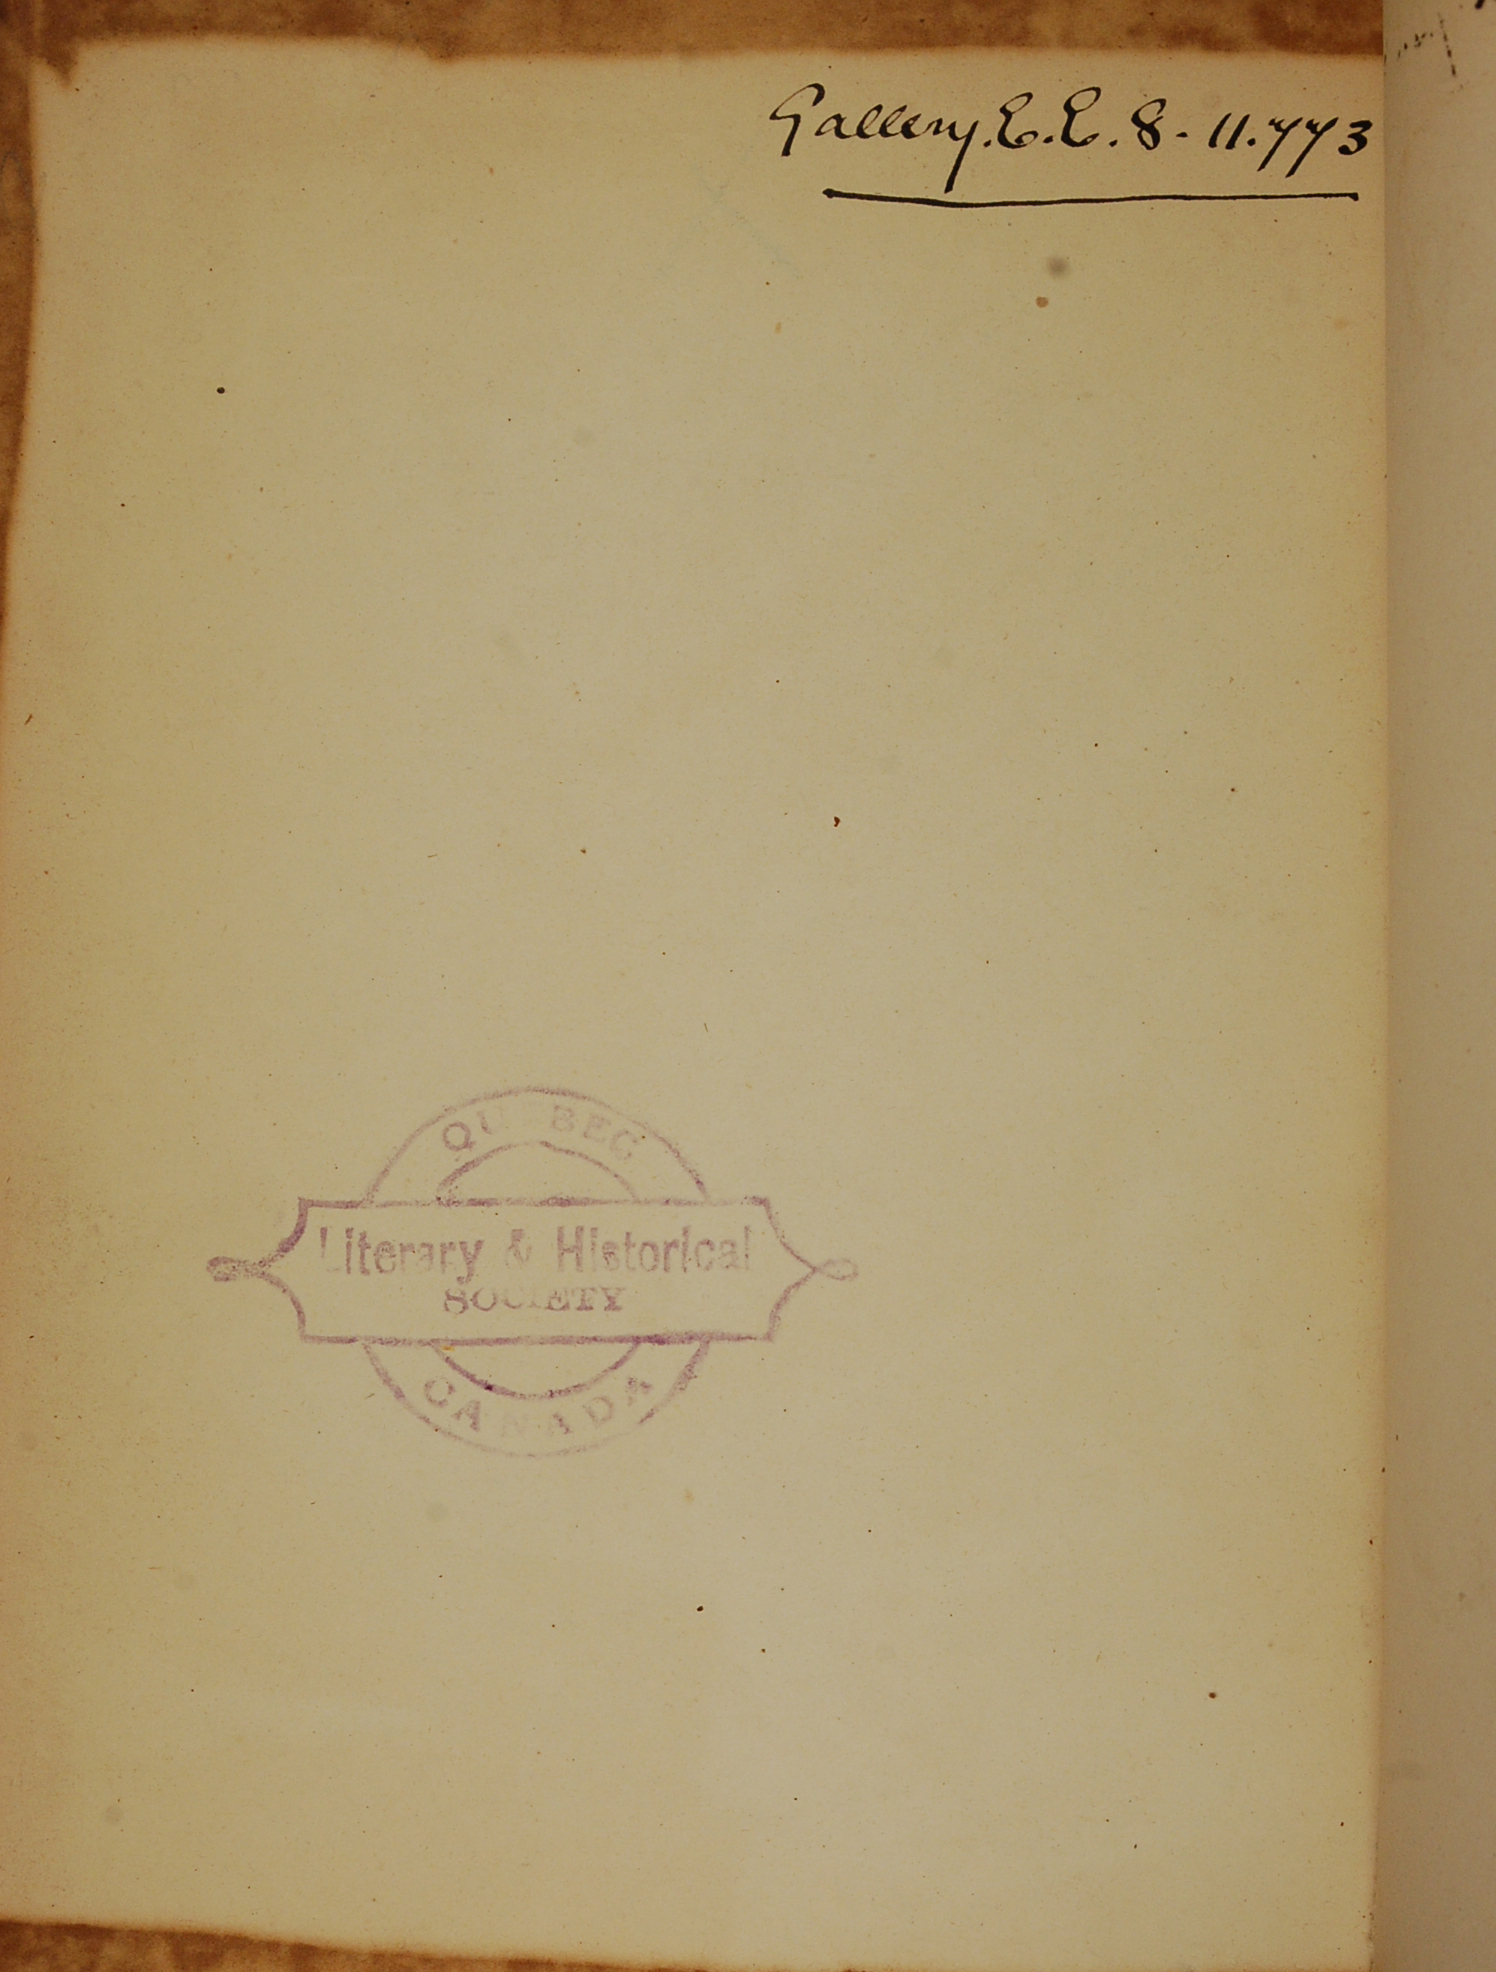 Gallery. E. E. 8 - 11.773
QUEBEC
Literary & Historical
SOCIETY
CANADA